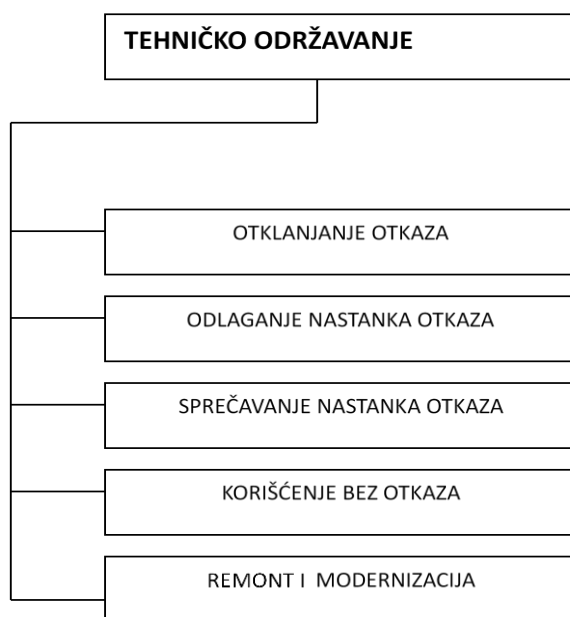 TEHNIČKO ODRŽAVANJE
OTKLANJANJE OTKAZA
ODLAGANJE NASTANKA OTKAZA
SPREČAVANJE NASTANKA OTKAZA
KORIŠĆENJE BEZ OTKAZA
REMONT I MODERNIZACIJA